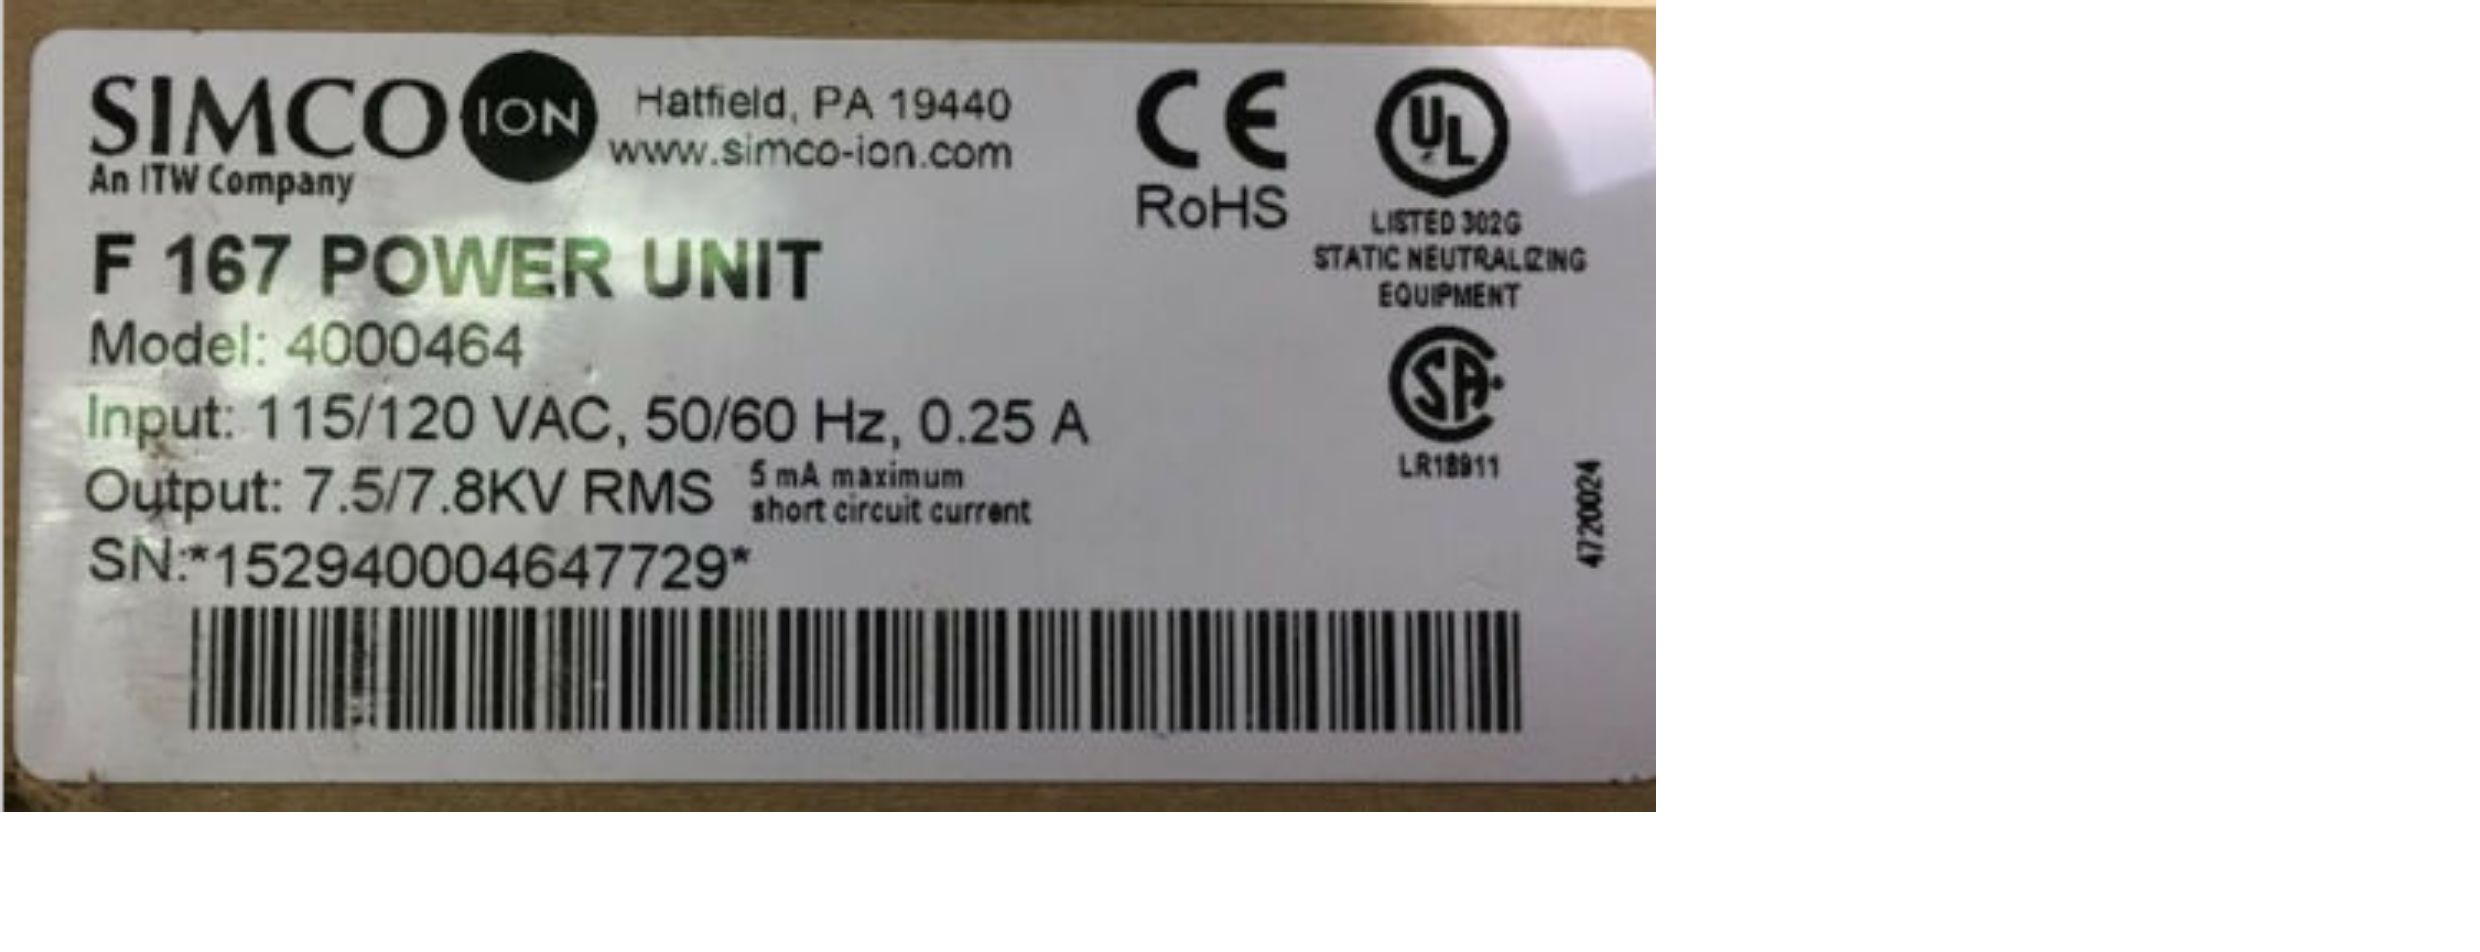 SIMCO ION
An ITW Company
Hatfield, PA 19440
www.simco-ion.com
CE
RoHS
UL
LISTED 302G
STATIC NEUTRALIZING
EQUIPMENT
F 167 POWER UNIT
Model: 4000464
Input: 115/120 VAC, 50/60 Hz, 0.25 A
Output: 7.5/7.8KV RMS
5 mA maximum
short circuit current
SN:*152940004647729*
SA
LR18911
4720024